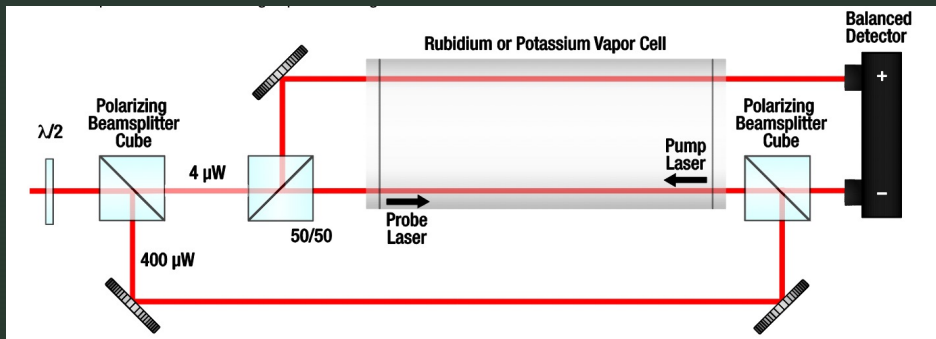 Balanced
Detector
Rubidium or Potassium Vapor Cell
+
Polarizing
Beamsplitter
Cube
Polarizing
Beamsplitter
Cube
λ/2
4 µW
Pump
Laser
−
Probe
Laser
50/50
400 µW